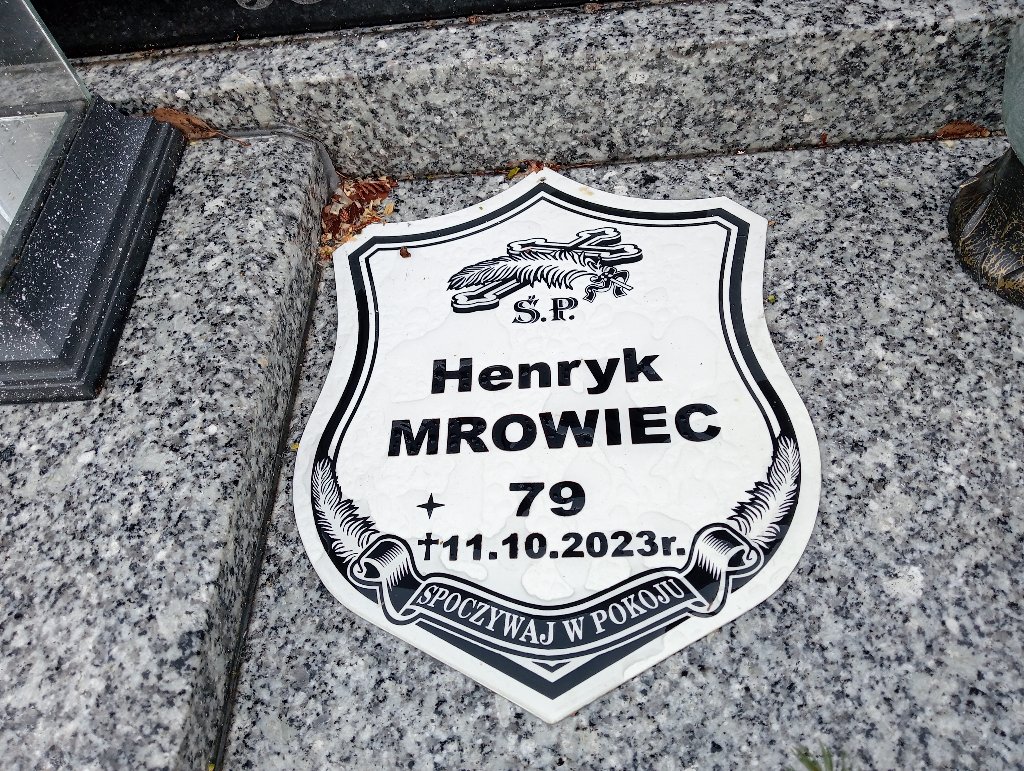 Ś.P.
Henryk
MROWIEC
79
11.10.2023r.
SPOCZYWAJ W POKOJU